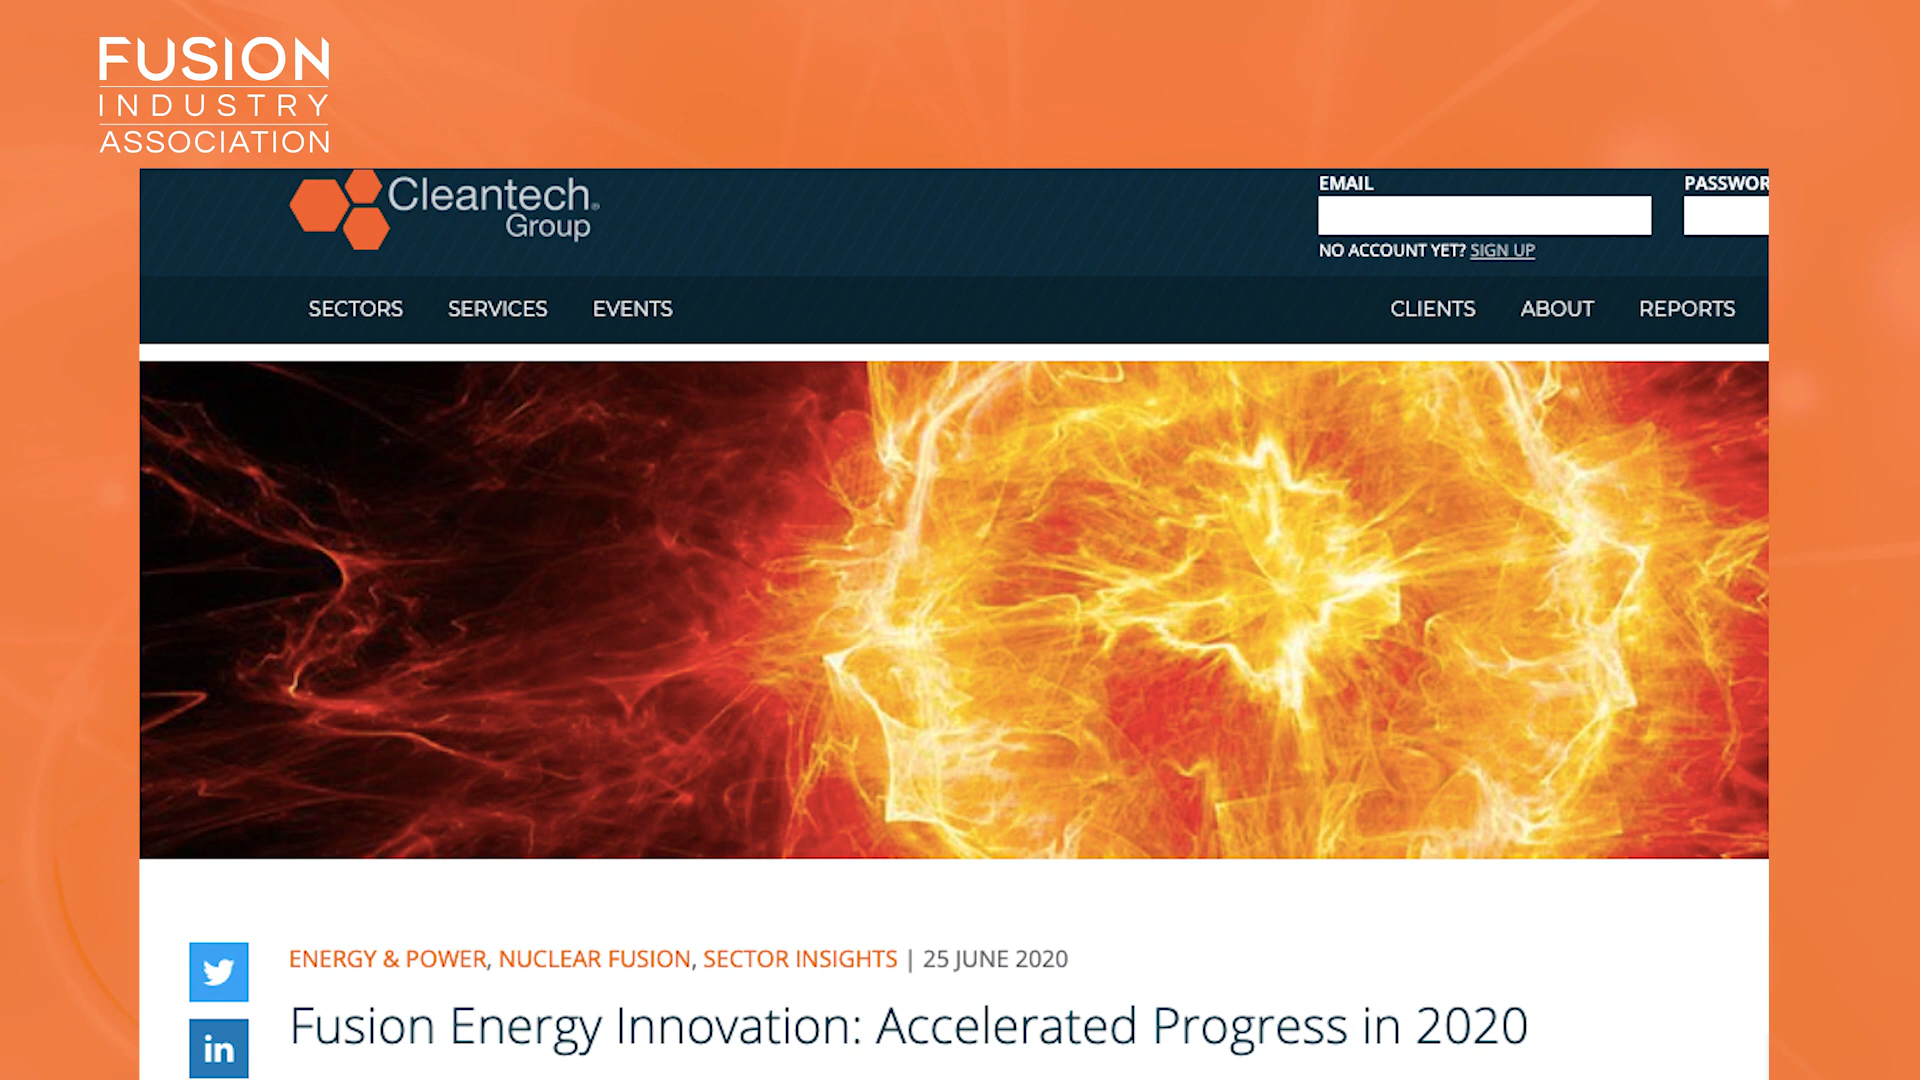 FUSION
INDUSTRY
ASSOCIATION
Cleantech®
Group
EMAIL
PASSWOR
NO ACCOUNT YET? SIGN UP
SECTORS SERVICES EVENTS CLIENTS ABOUT REPORTS
ENERGY & POWER, NUCLEAR FUSION, SECTOR INSIGHTS | 25 JUNE 2020
Fusion Energy Innovation: Accelerated Progress in 2020
in